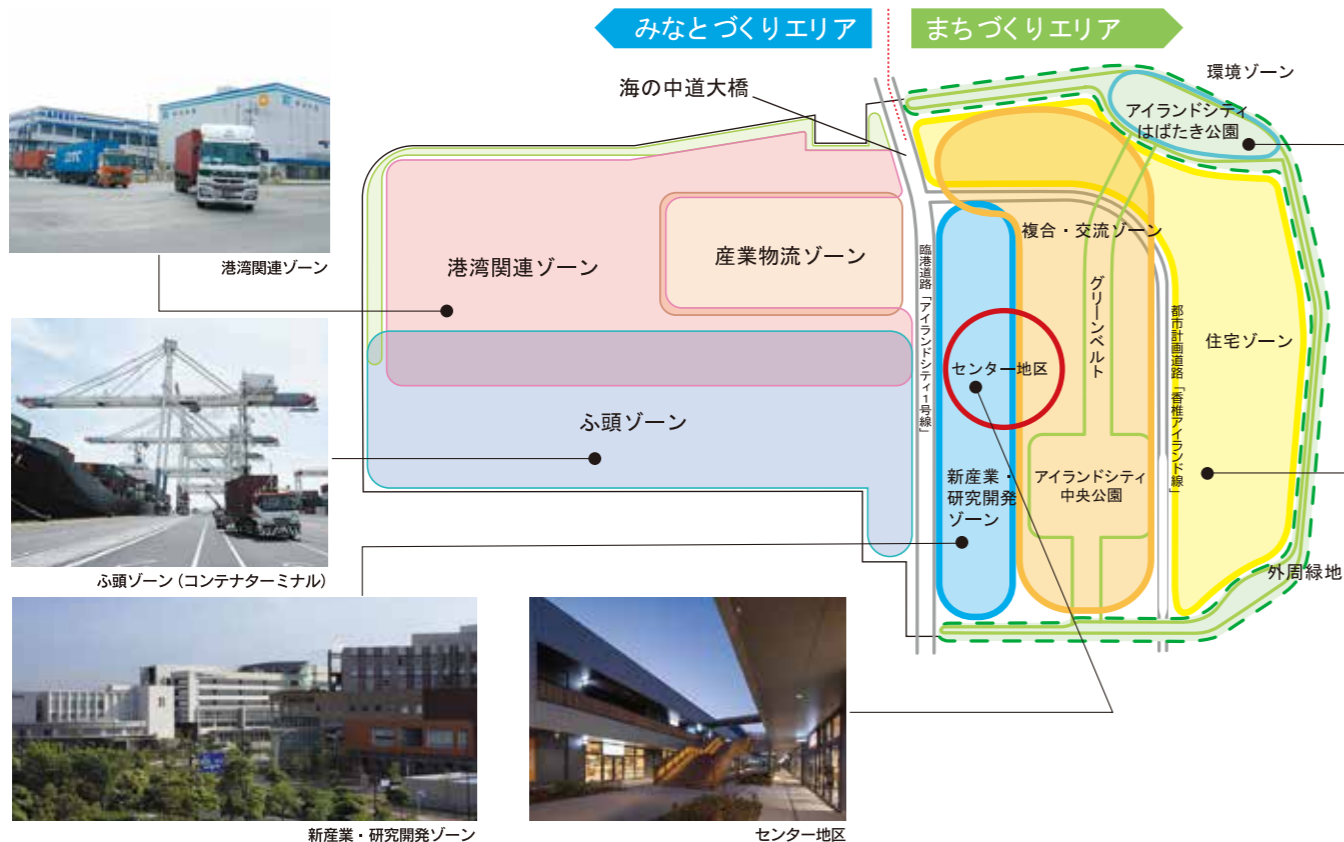 みなとづくりエリア
まちづくりエリア
海の中道大橋
環境ゾーン
アイランドシティ
はばたき公園
港湾関連ゾーン
産業物流ゾーン
複合・交流ゾーン
臨港道路「アイランドシティ1号線」
グリーンベルト
都市計画道路「香椎アイランド線」
住宅ゾーン
センター地区
ふ頭ゾーン
新産業・
研究開発
ゾーン
アイランドシティ
中央公園
外周緑地
港湾関連ゾーン
ふ頭ゾーン(コンテナターミナル)
新産業・研究開発ゾーン
センター地区